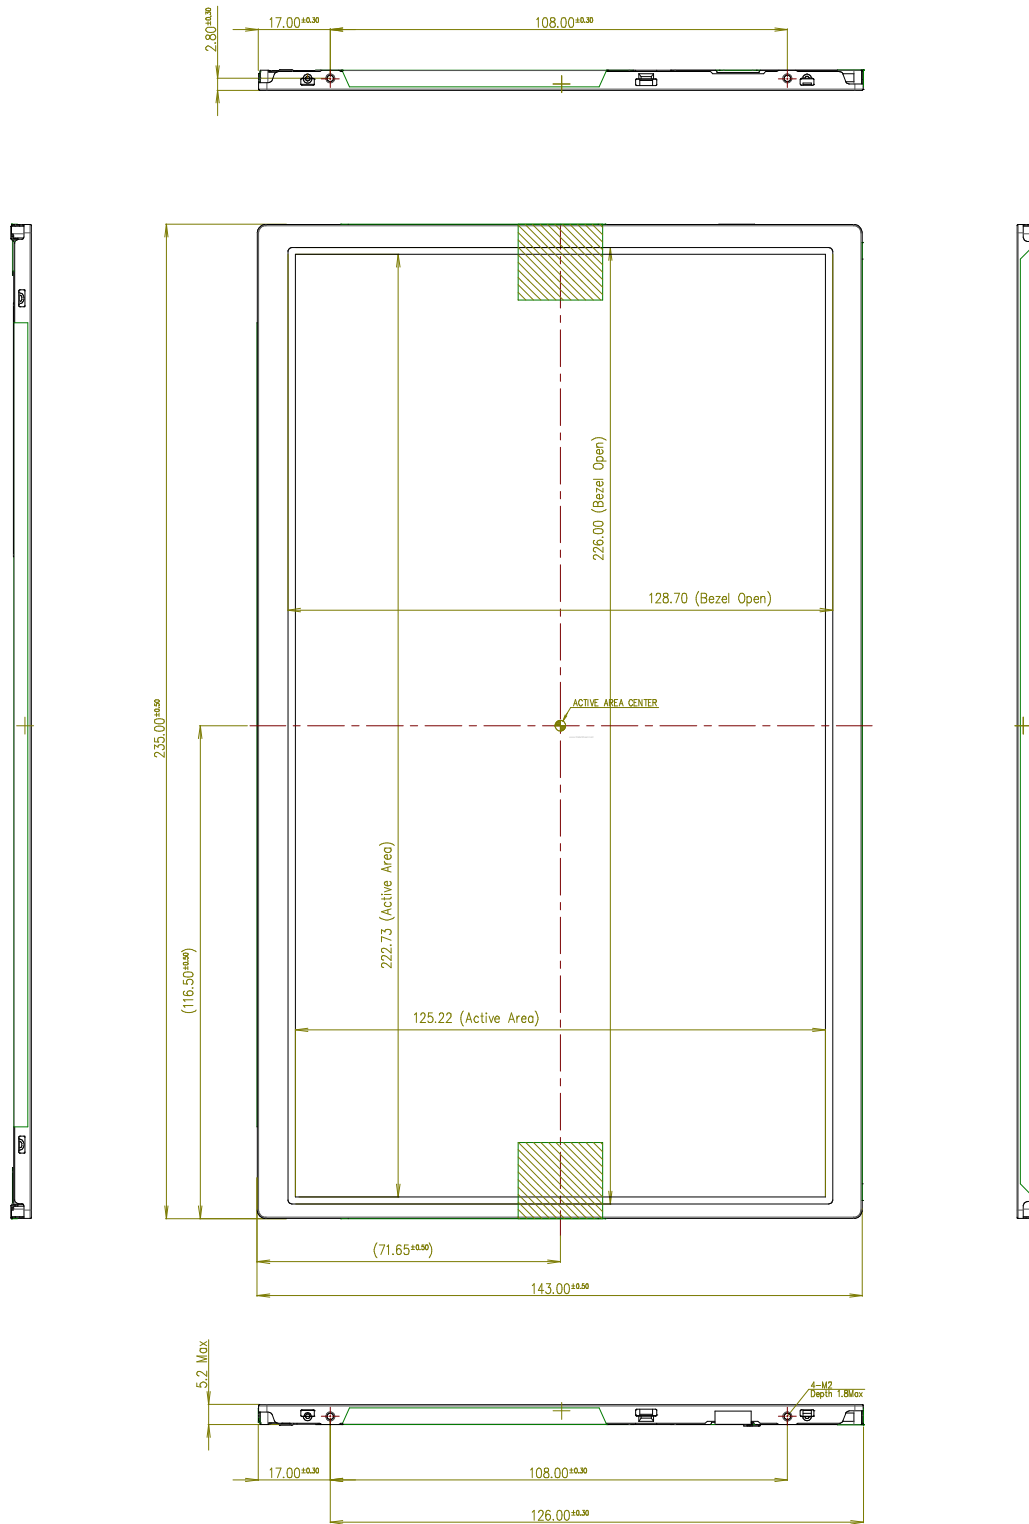 17.00±0.30
108.00±0.30
2.80±0.30
226.00 (Bezel Open)
128.70 (Bezel Open)
ACTIVE AREA CENTER
235.00±0.50
222.73 (Active Area)
(116.50±0.50)
125.22 (Active Area)
(71.65±0.50)
143.00±0.50
5.2 Max
4-M2
Depth 1.8Max
17.00±0.30
108.00±0.30
126.00±0.30